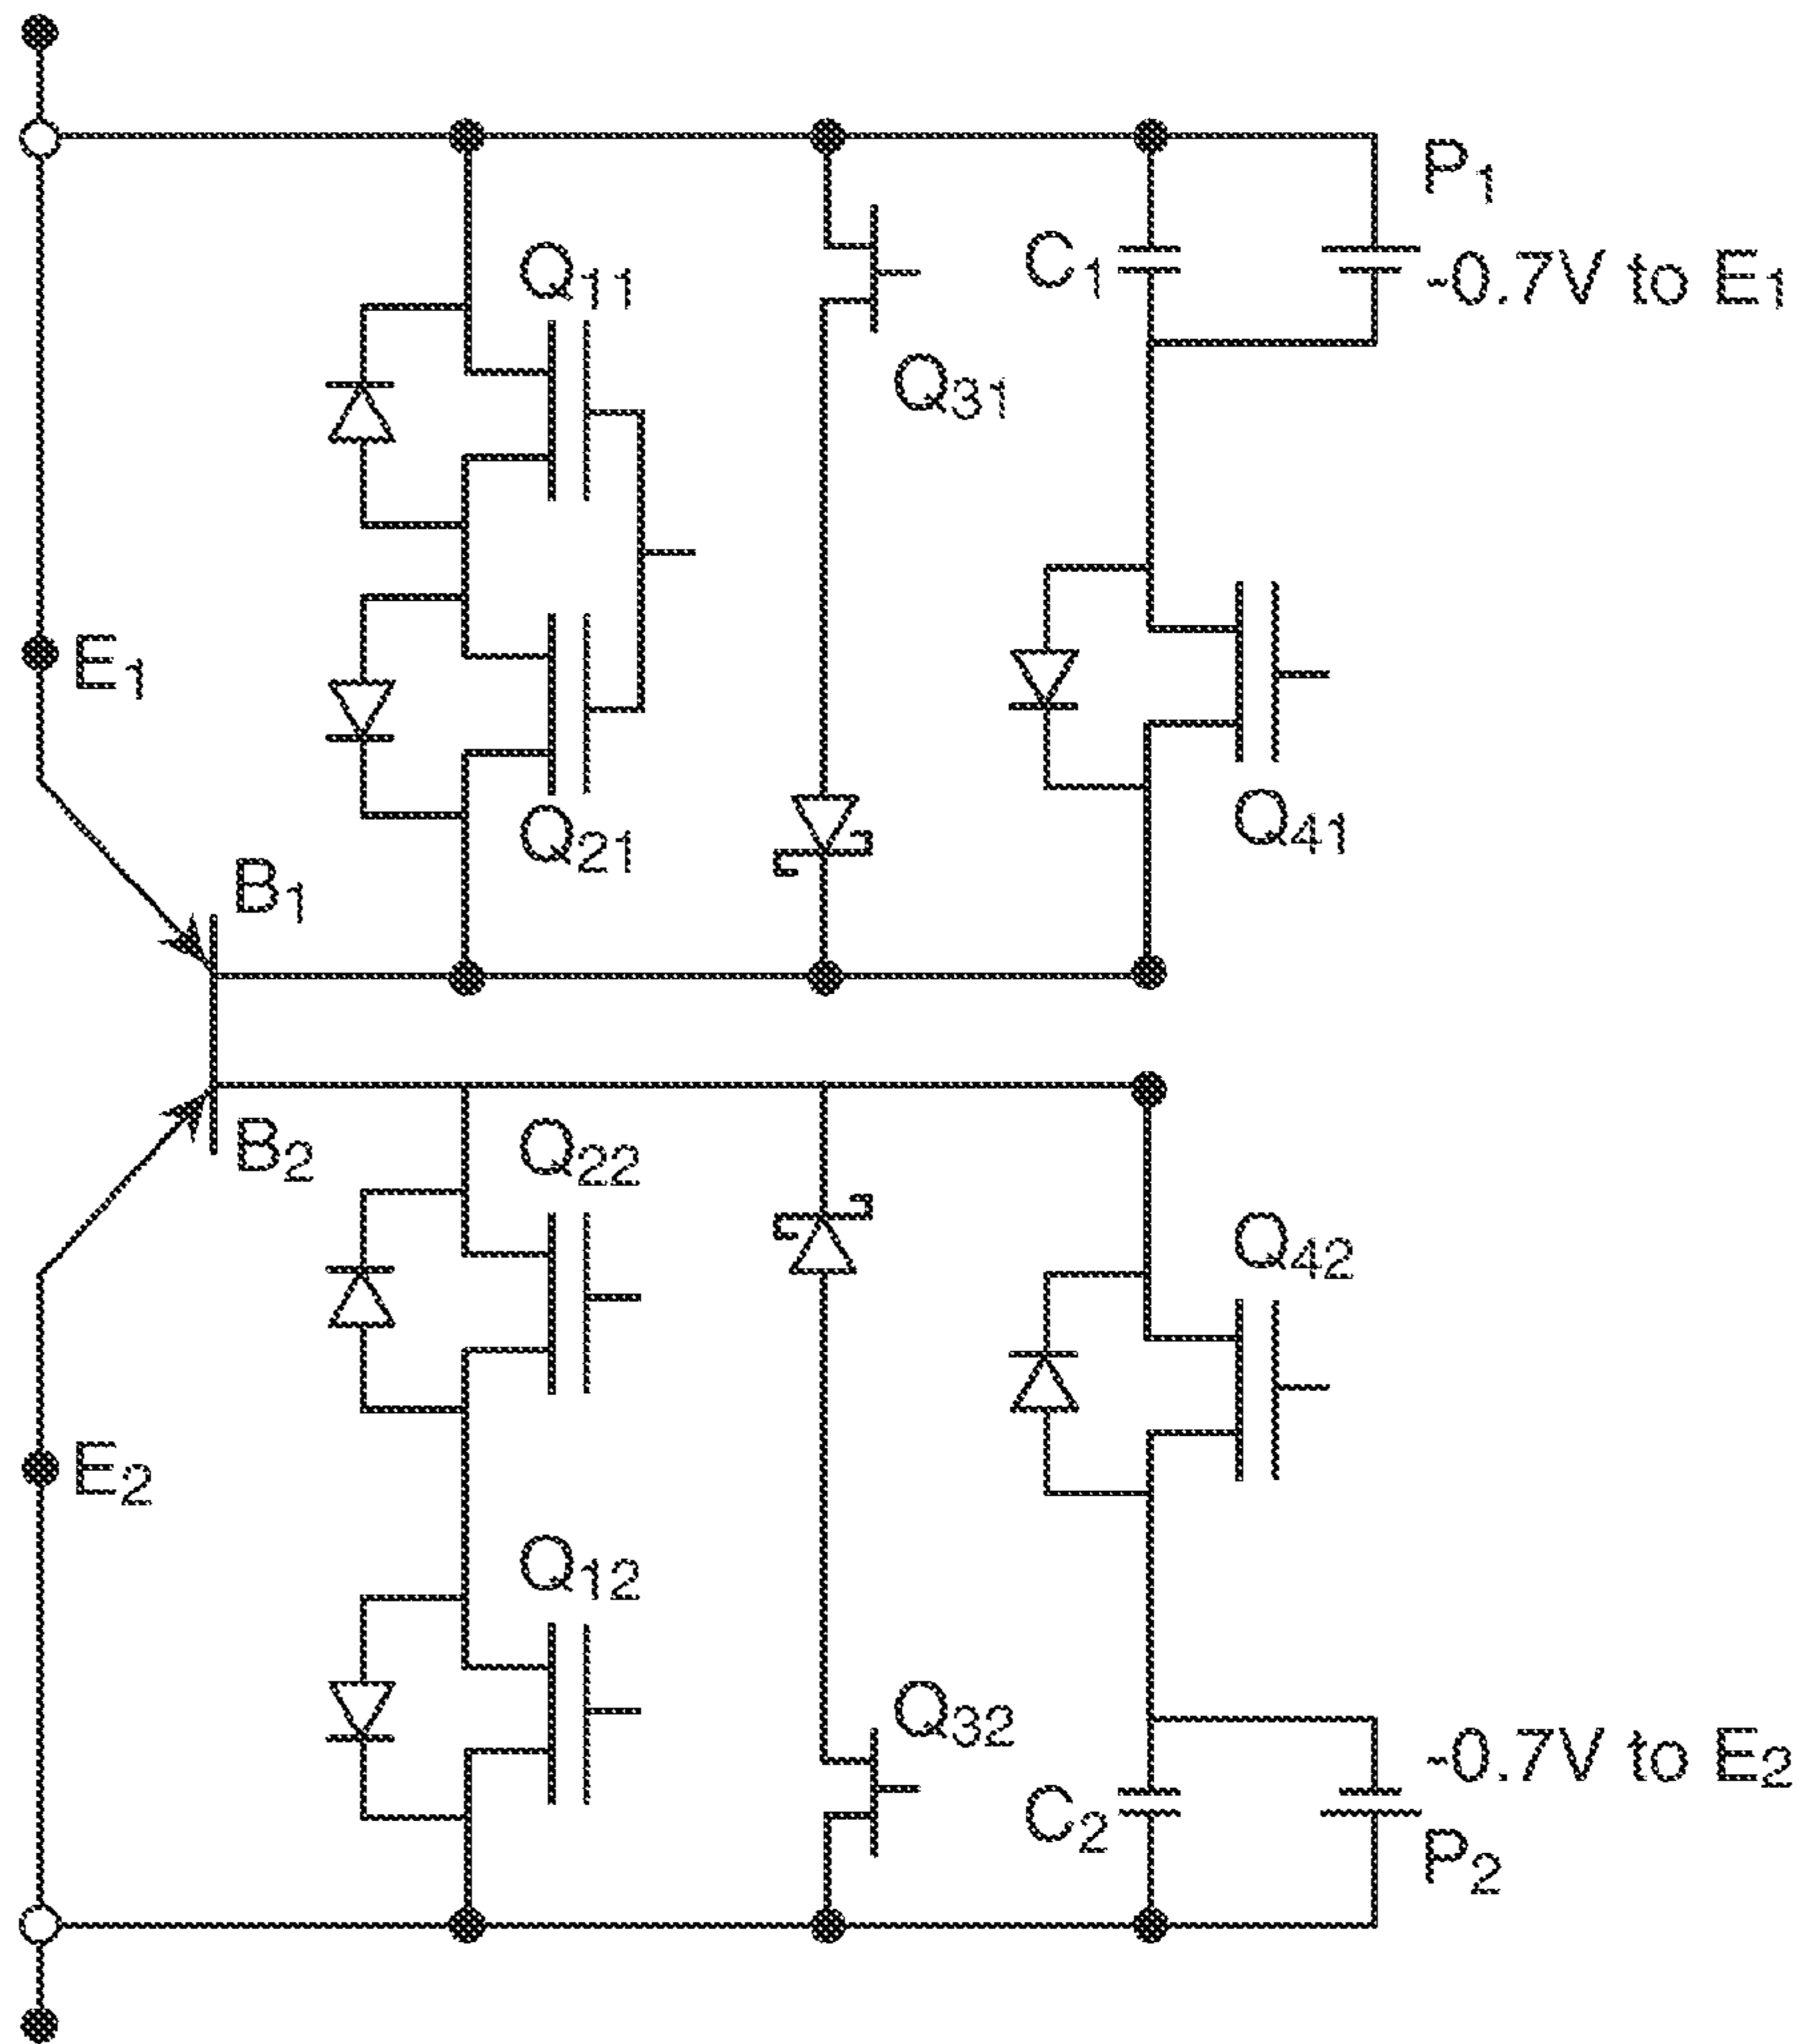 P1
-0.7V to E1
C1
Q11
Q31
E1
Q21
Q41
B1
B2
Q22
Q42
E2
Q12
Q32
-0.7V to E2
C2
P2